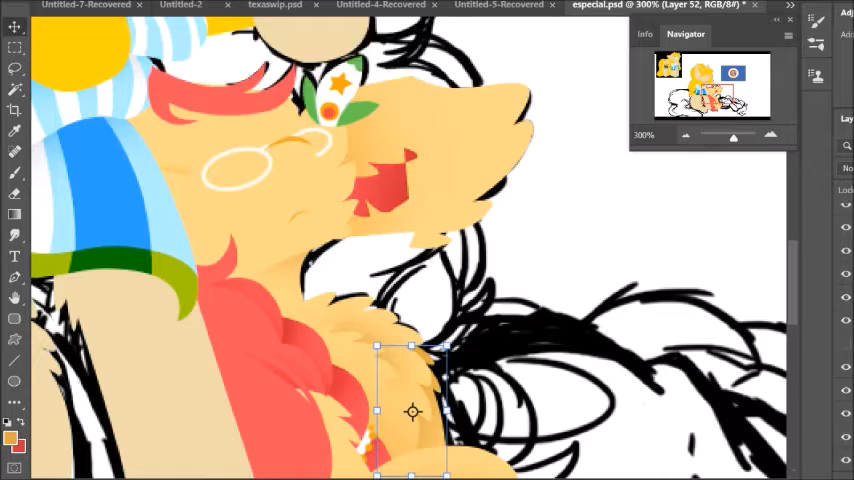 Untitled-7-Recovered × Untitled-2 × texaswip.psd × Untitled-4-Recovered × Untitled-5-Recovered × especial.psd @ 300% (Layer 52, RGB/8#) * ×
Info Navigator
300%